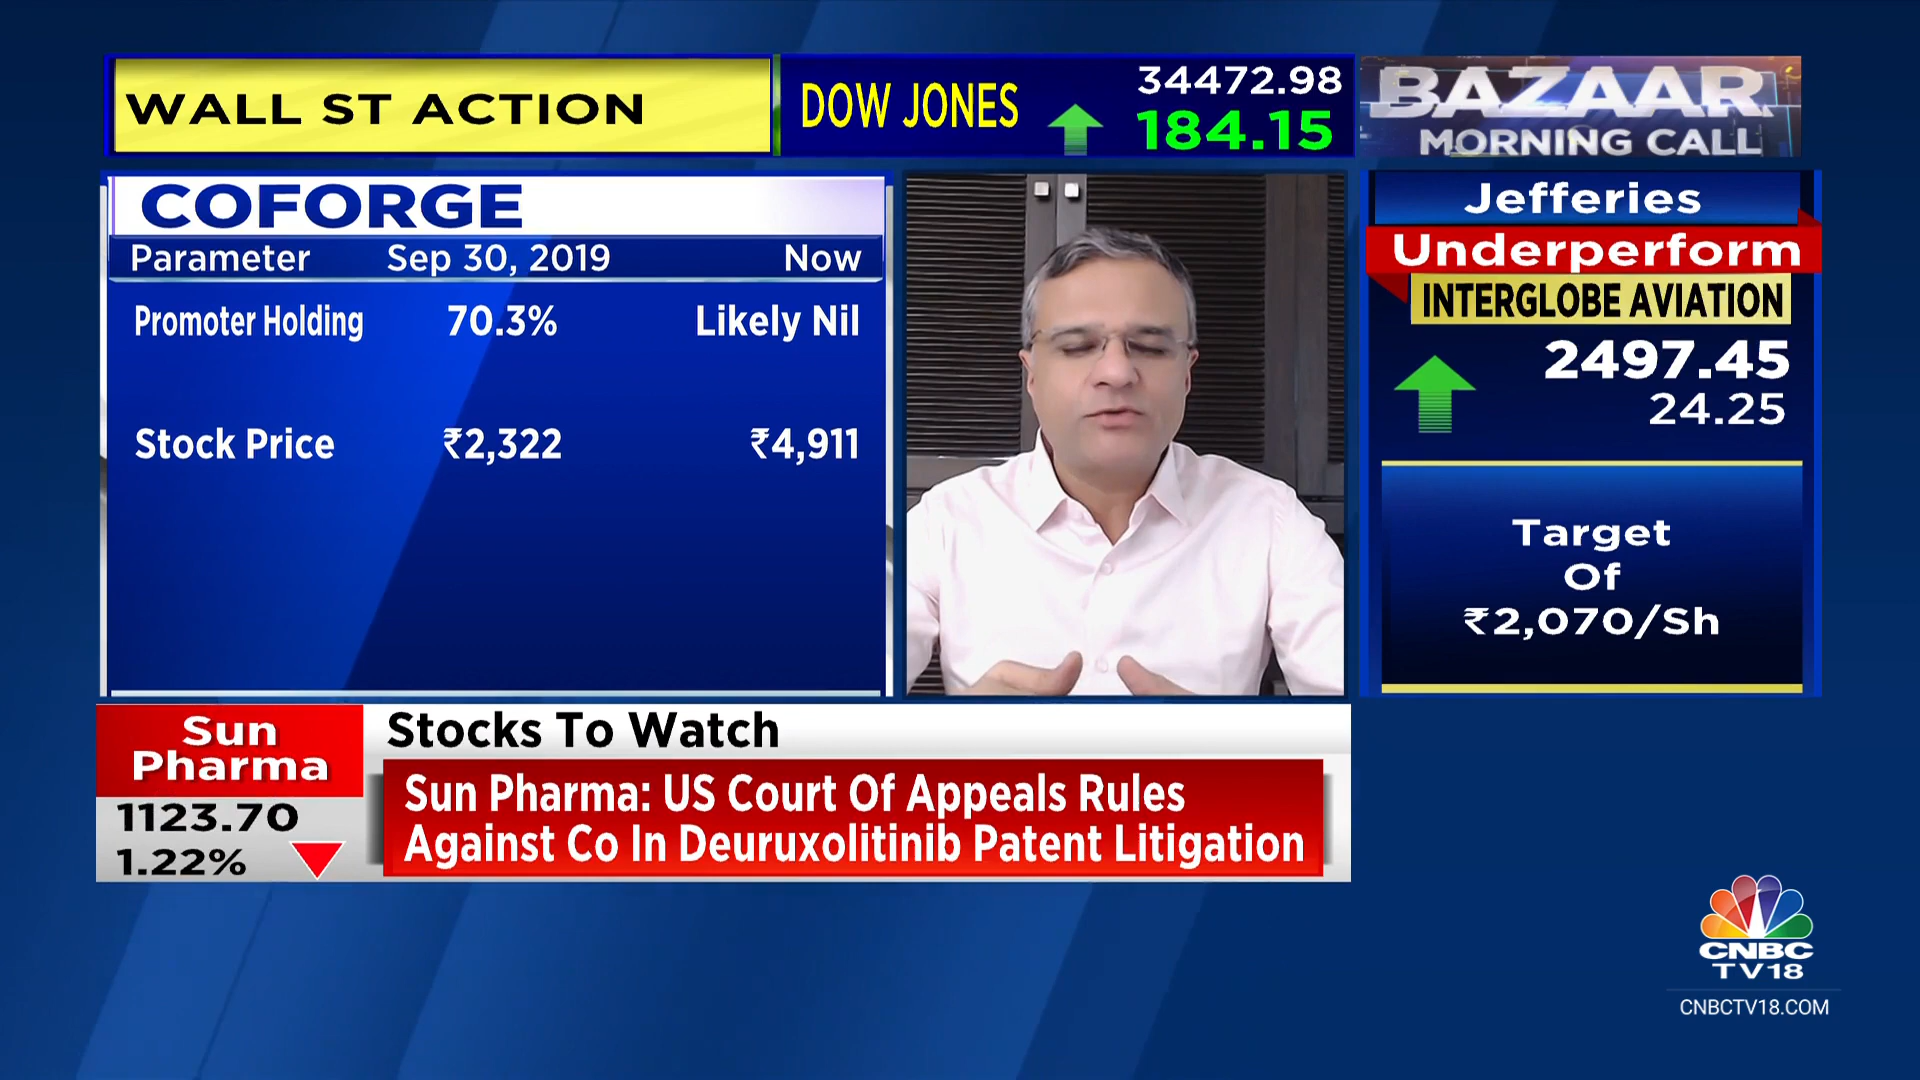 WALL ST ACTION
DOW JONES
34472.98
184.15
BAZAAR
MORNING CALL
COFORGE
Parameter Sep 30, 2019 Now
Promoter Holding 70.3% Likely Nil
Stock Price ₹2,322 ₹4,911
Jefferies
Underperform
INTERGLOBE AVIATION
2497.45
24.25
Target
Of
₹2,070/Sh
Sun
Pharma
1123.70
1.22%
Stocks To Watch
Sun Pharma: US Court Of Appeals Rules
Against Co In Deuruxolitinib Patent Litigation
CNBC
TV18
CNBCTV18.COM